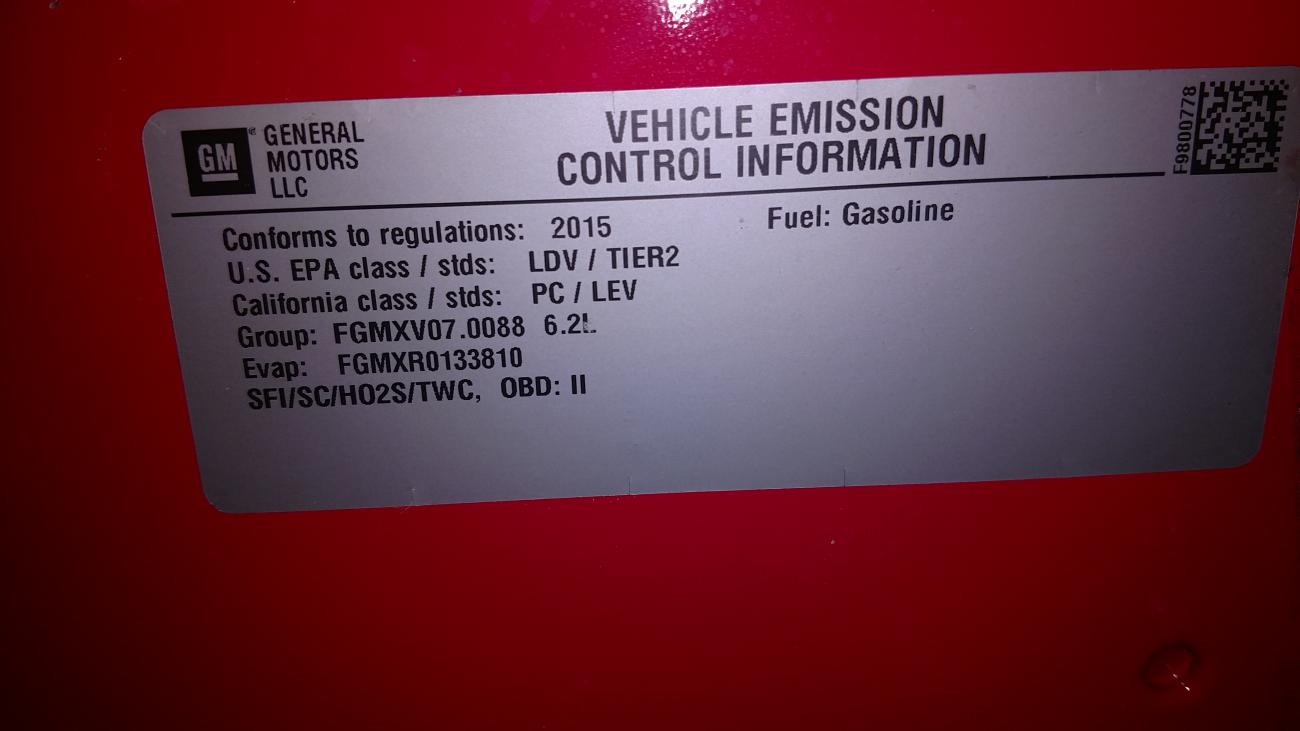 GM
GENERAL
MOTORS
LLC
VEHICLE EMISSION
CONTROL INFORMATION
F9800778
Conforms to regulations: 2015
Fuel: Gasoline
U.S. EPA class / stds: LDV / TIER2
California class / stds: PC / LEV
Group: FGMXV07.0088 6.2L
Evap: FGMXR0133810
SFI/SC/HO2S/TWC, OBD: II